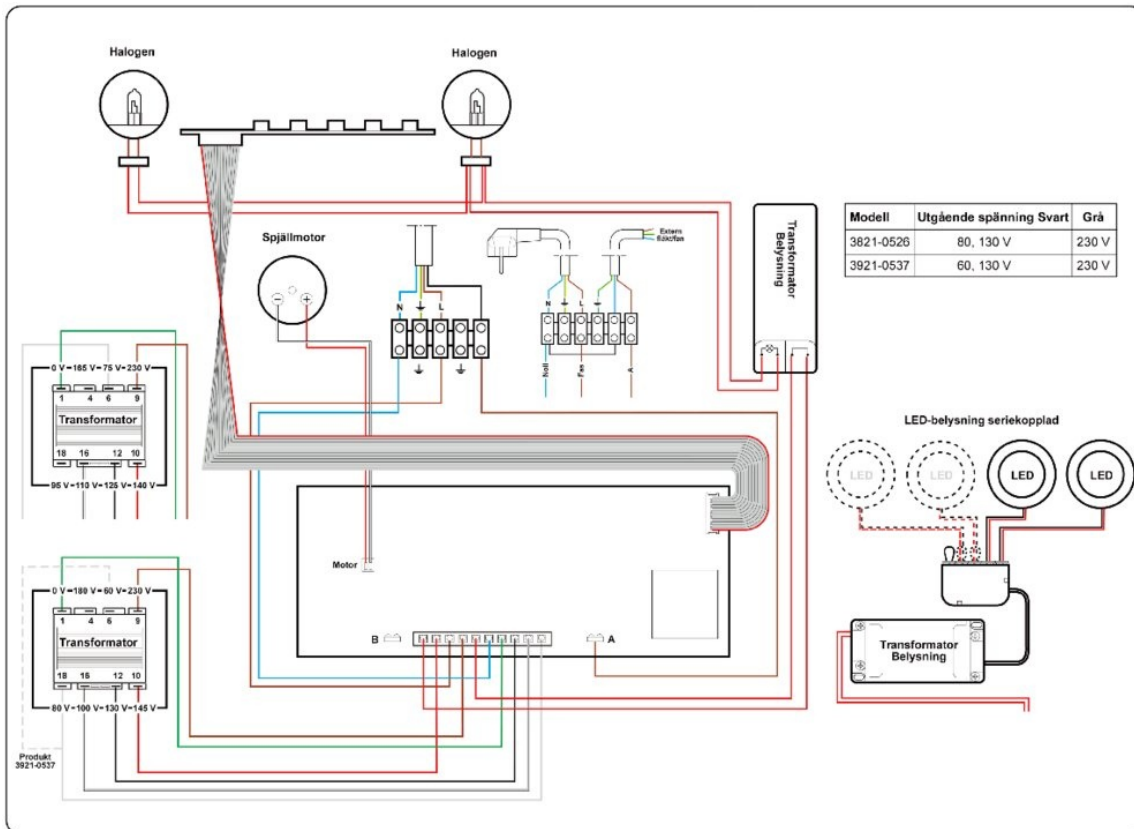 Halogen
Halogen
Spjällmotor
Extern
fläkt/fan
N
L
N
L
Noll
Fas
A
Transformator
Belysning
Modell Utgående spänning Svart Grå
3821-0526 80, 130 V 230 V
3921-0537 60, 130 V 230 V
0 V 165 V 75 V 230 V
1 4 6 9
Transformator
18 16 12 10
95 V 110 V 125 V 140 V
LED-belysning seriekopplad
LED
LED
LED
LED
Transformator
Belysning
Motor
B
A
0 V 180 V 60 V 230 V
1 4 6 9
Transformator
18 16 12 10
80 V 100 V 130 V 145 V
Produkt
3921-0537